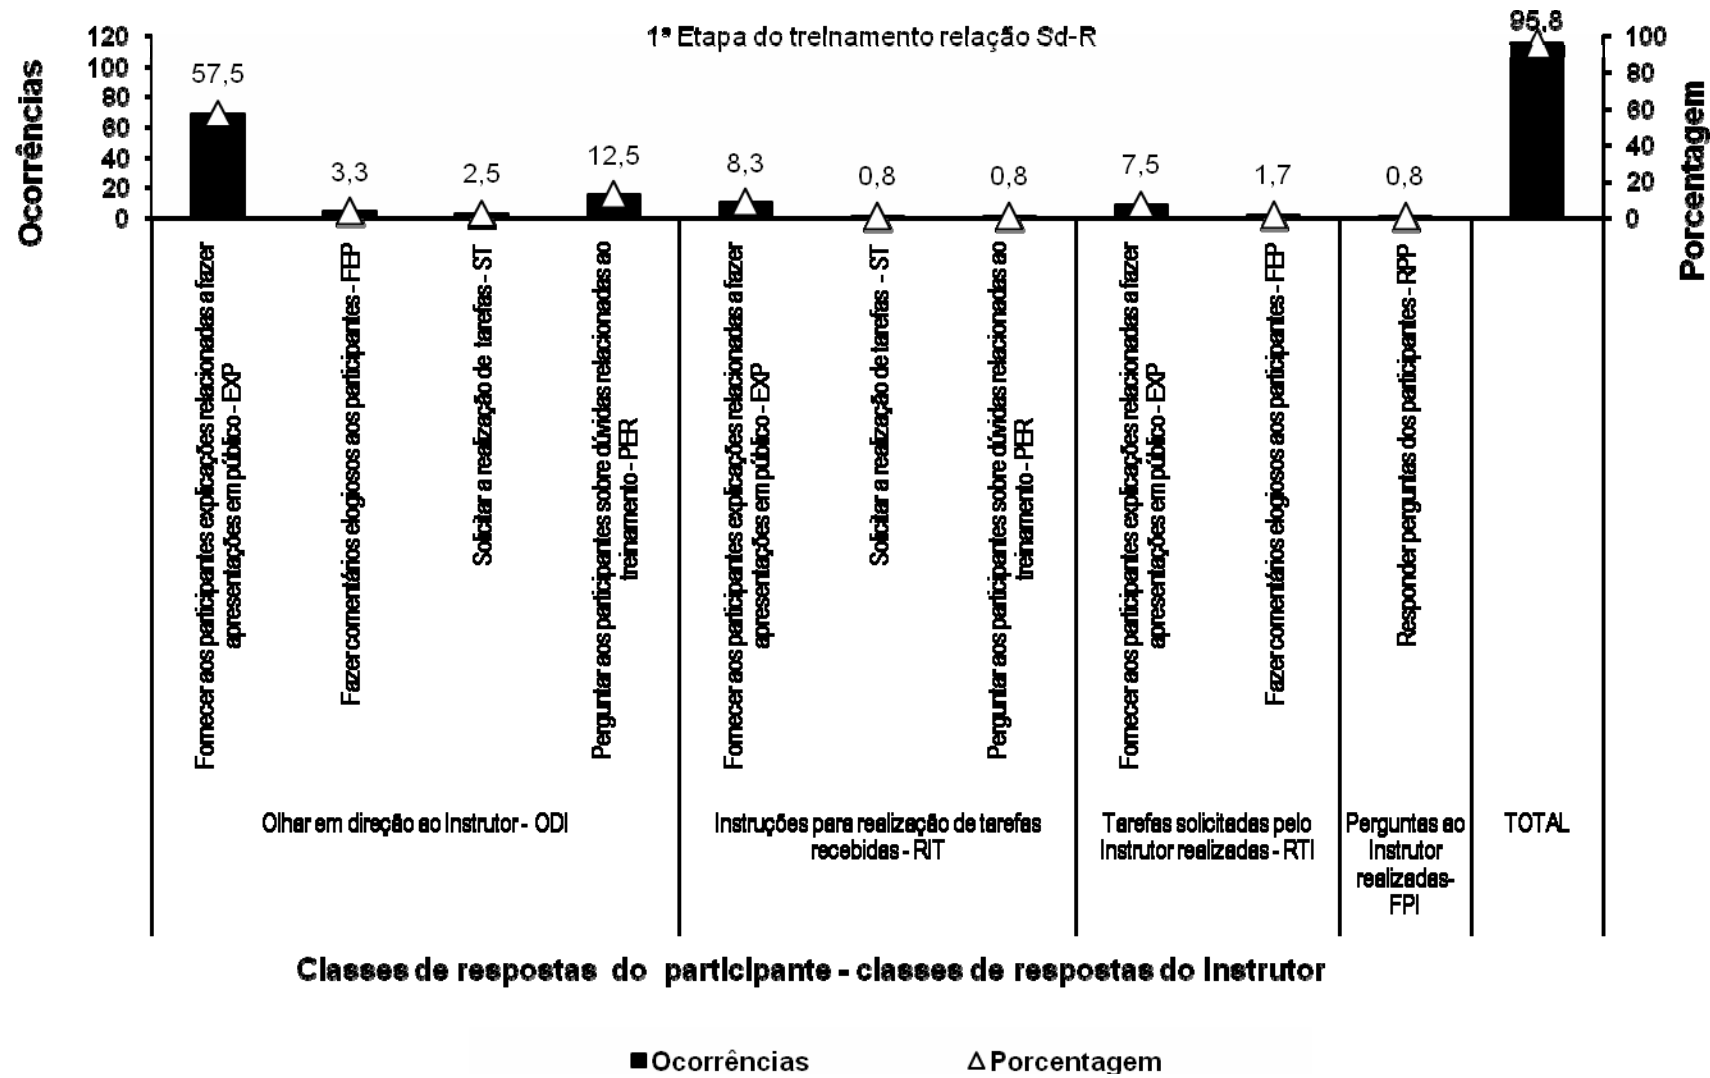 1ª Etapa do treinamento relação Sd-R
Ocorrências
120
100
80
60
40
20
0
Porcentagem
100
80
60
40
20
0
57,5
3,3
2,5
12,5
8,3
0,8
0,8
7,5
1,7
0,8
95,8
Fornecer aos participantes explicações relacionadas a fazer
apresentações em público - EXP
Fazer comentários elogiosos aos participantes - FEP
Solicitar a realização de tarefas - ST
Perguntar aos participantes sobre dúvidas relacionadas ao
treinamento - PER
Fornecer aos participantes explicações relacionadas a fazer
apresentações em público - EXP
Solicitar a realização de tarefas - ST
Perguntar aos participantes sobre dúvidas relacionadas ao
treinamento - PER
Fornecer aos participantes explicações relacionadas a fazer
apresentações em público - EXP
Fazer comentários elogiosos aos participantes - FEP
Responder perguntas dos participantes - RPP
Olhar em direção ao Instrutor - ODI
Instruções para realização de tarefas
recebidas - RIT
Tarefas solicitadas pelo
Instrutor realizadas - RTI
Perguntas ao
Instrutor
realizadas-
FPI
TOTAL
Classes de respostas do participante - classes de respostas do Instrutor
Ocorrências
Porcentagem